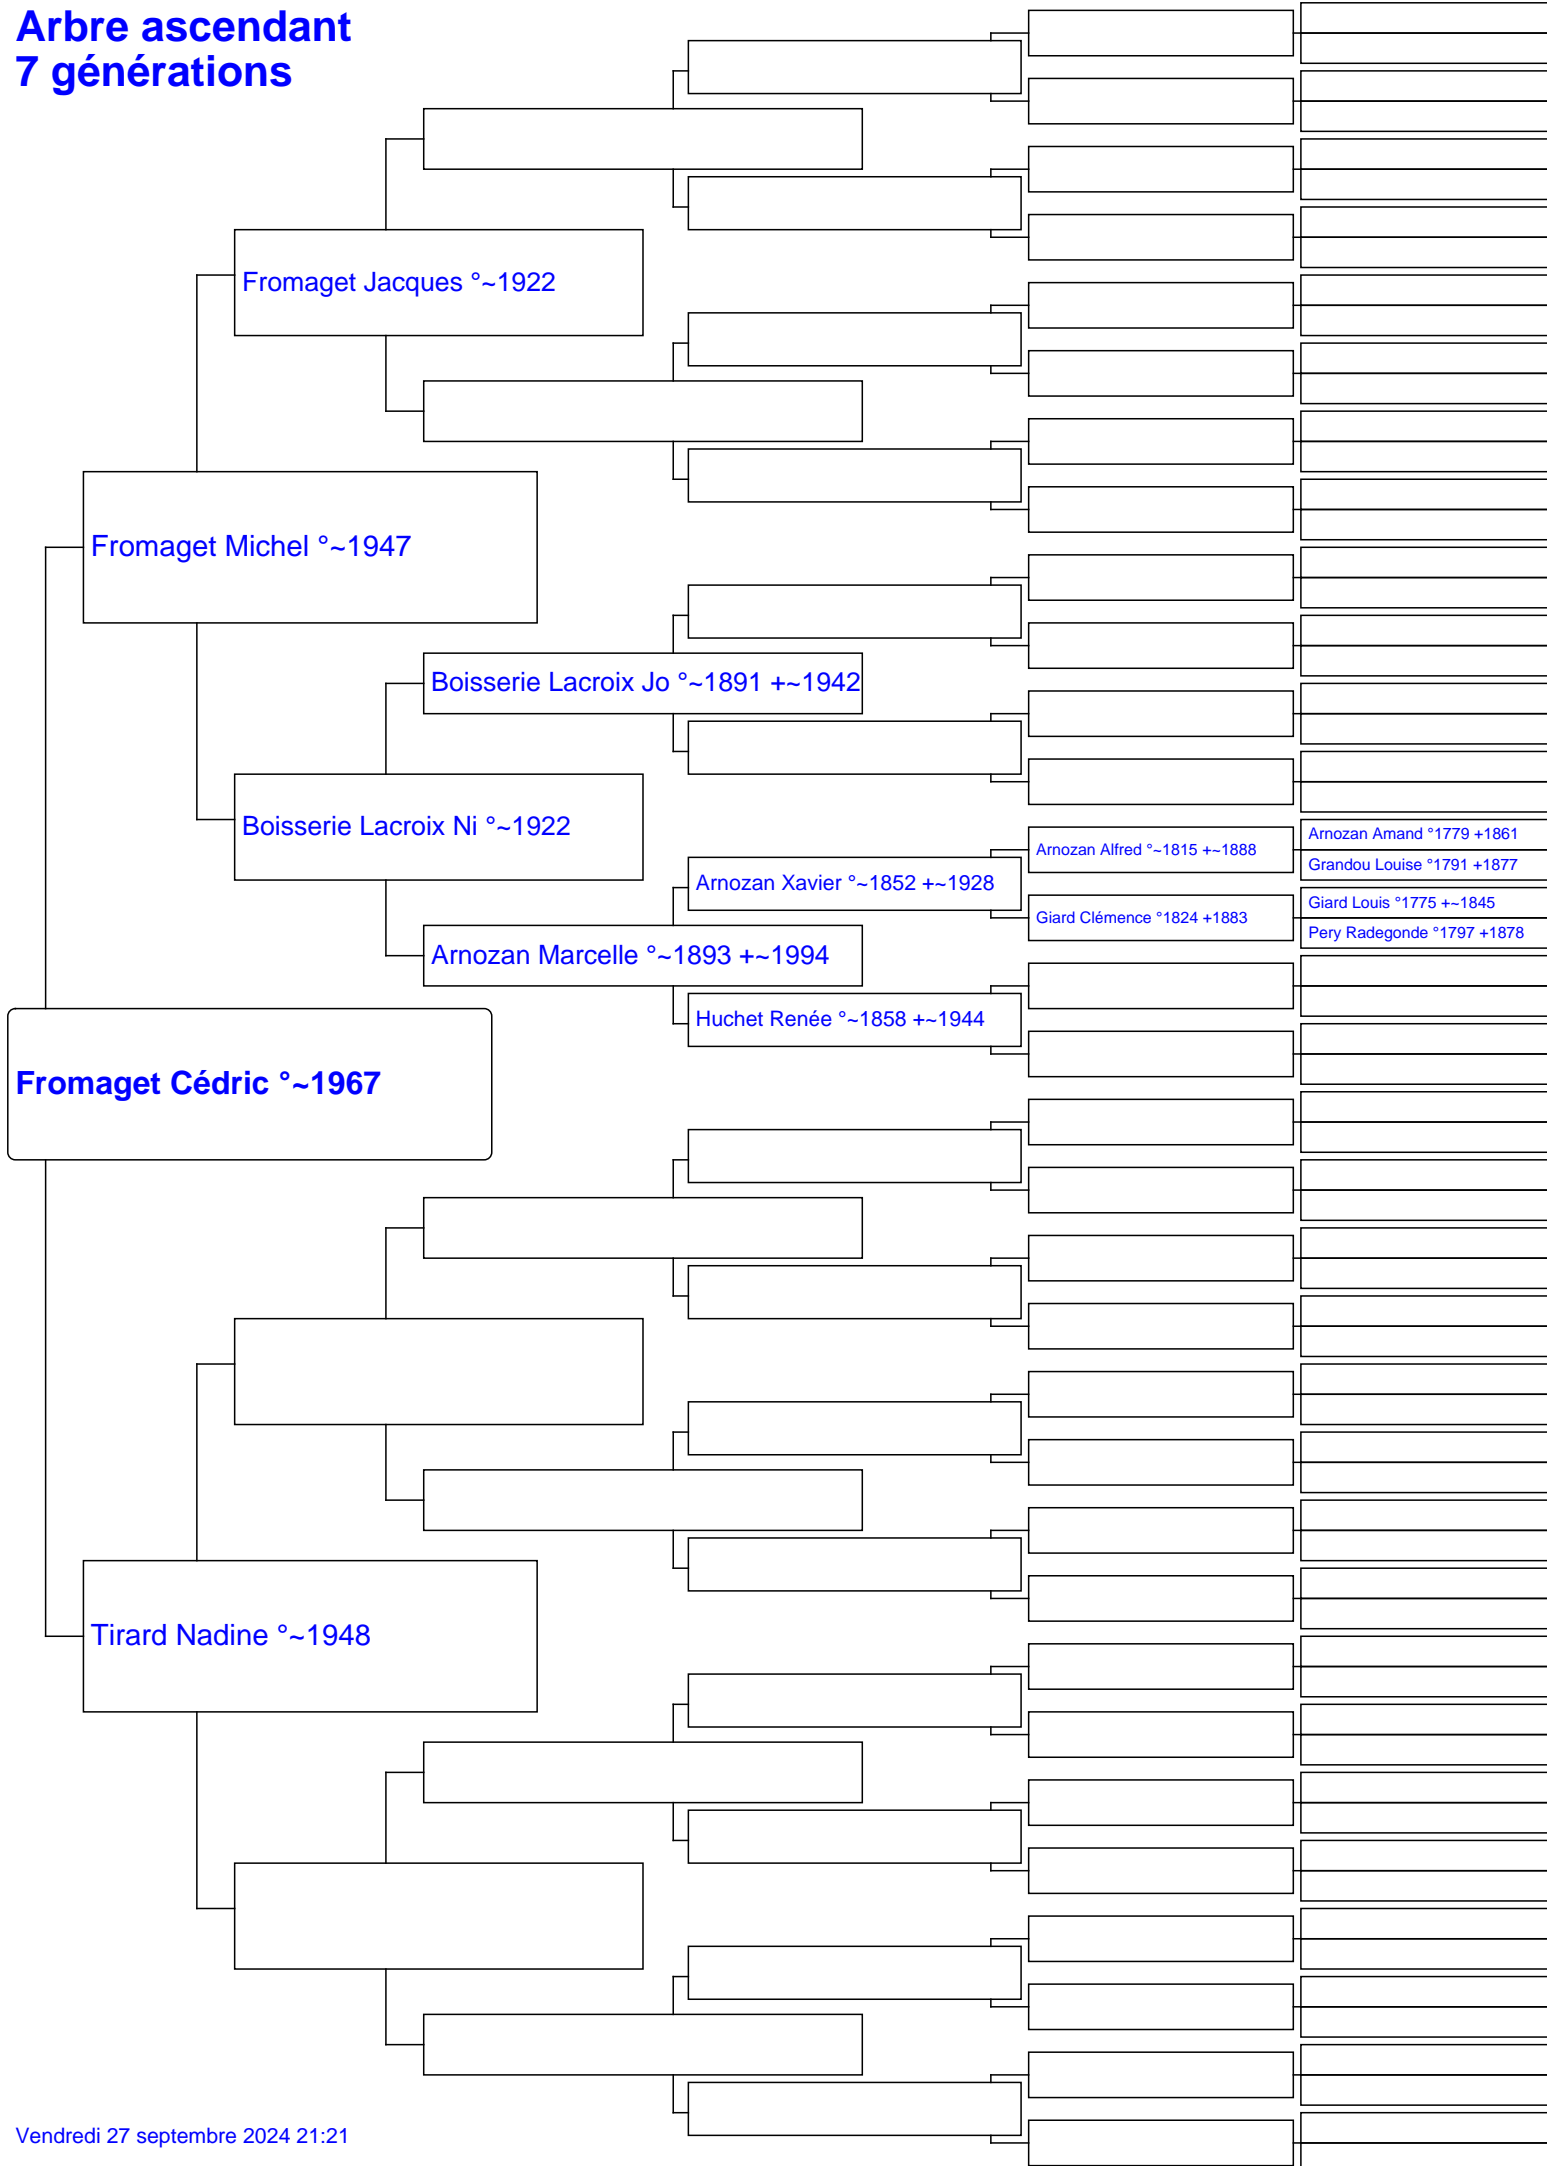 Arbre ascendant
7 générations
Fromaget Jacques °~1922
Fromaget Michel °~1947
Boisserie Lacroix Jo °~1891 +~1942
Boisserie Lacroix Ni °~1922
Arnozan Amand °1779 +1861
Arnozan Alfred °~1815 +~1888
Grandou Louise °1791 +1877
Arnozan Xavier °~1852 +~1928
Giard Louis °1775 +~1845
Giard Clémence °1824 +1883
Pery Radegonde °1797 +1878
Arnozan Marcelle °~1893 +~1994
Huchet Renée °~1858 +~1944
Fromaget Cédric °~1967
Tirard Nadine °~1948
Vendredi 27 septembre 2024 21:21